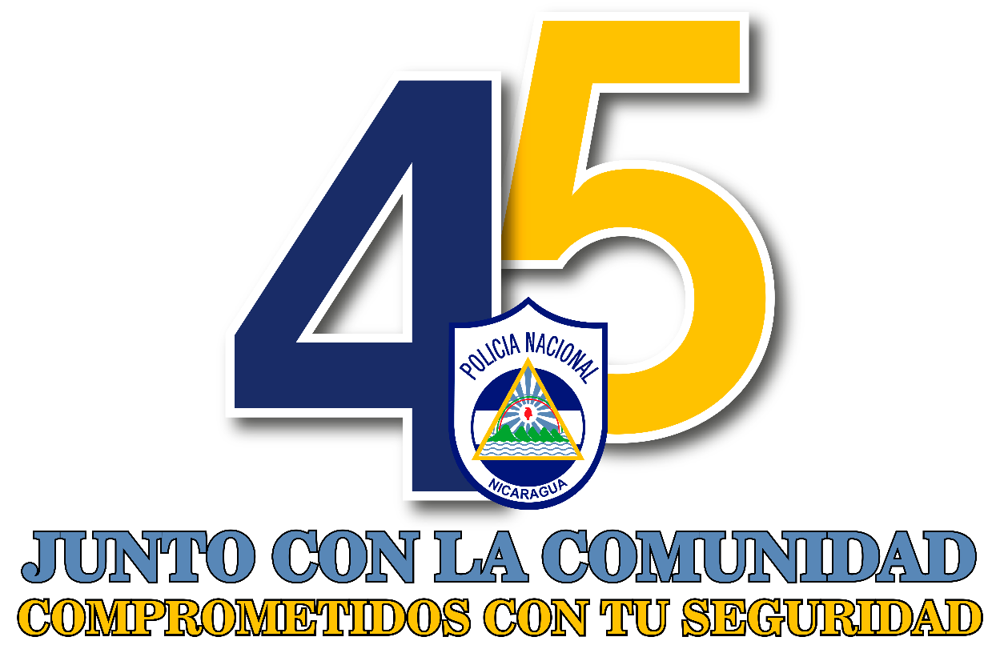 45
POLICIA NACIONAL
NICARAGUA
JUNTO CON LA COMUNIDAD
COMPROMETIDOS CON TU SEGURIDAD